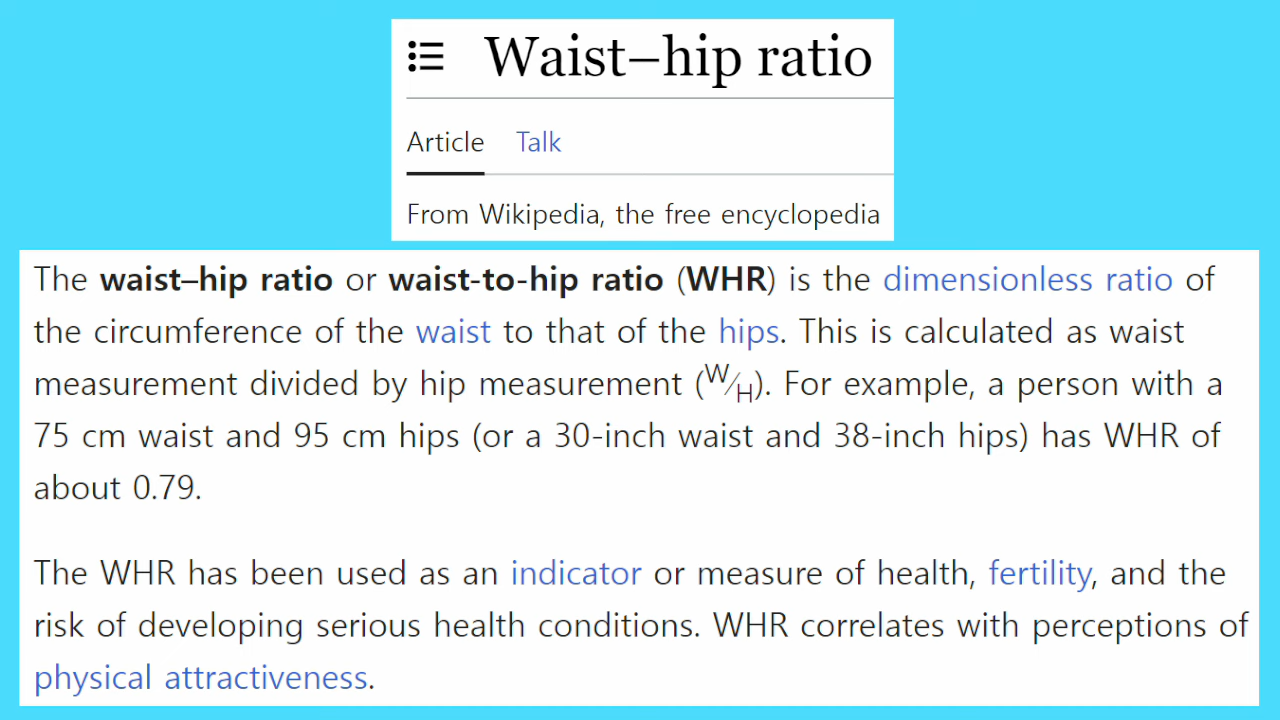 Waist–hip ratio
Article Talk
From Wikipedia, the free encyclopedia
The waist–hip ratio or waist-to-hip ratio (WHR) is the dimensionless ratio of
the circumference of the waist to that of the hips. This is calculated as waist
measurement divided by hip measurement (W⁄H). For example, a person with a
75 cm waist and 95 cm hips (or a 30-inch waist and 38-inch hips) has WHR of
about 0.79.
The WHR has been used as an indicator or measure of health, fertility, and the
risk of developing serious health conditions. WHR correlates with perceptions of
physical attractiveness.